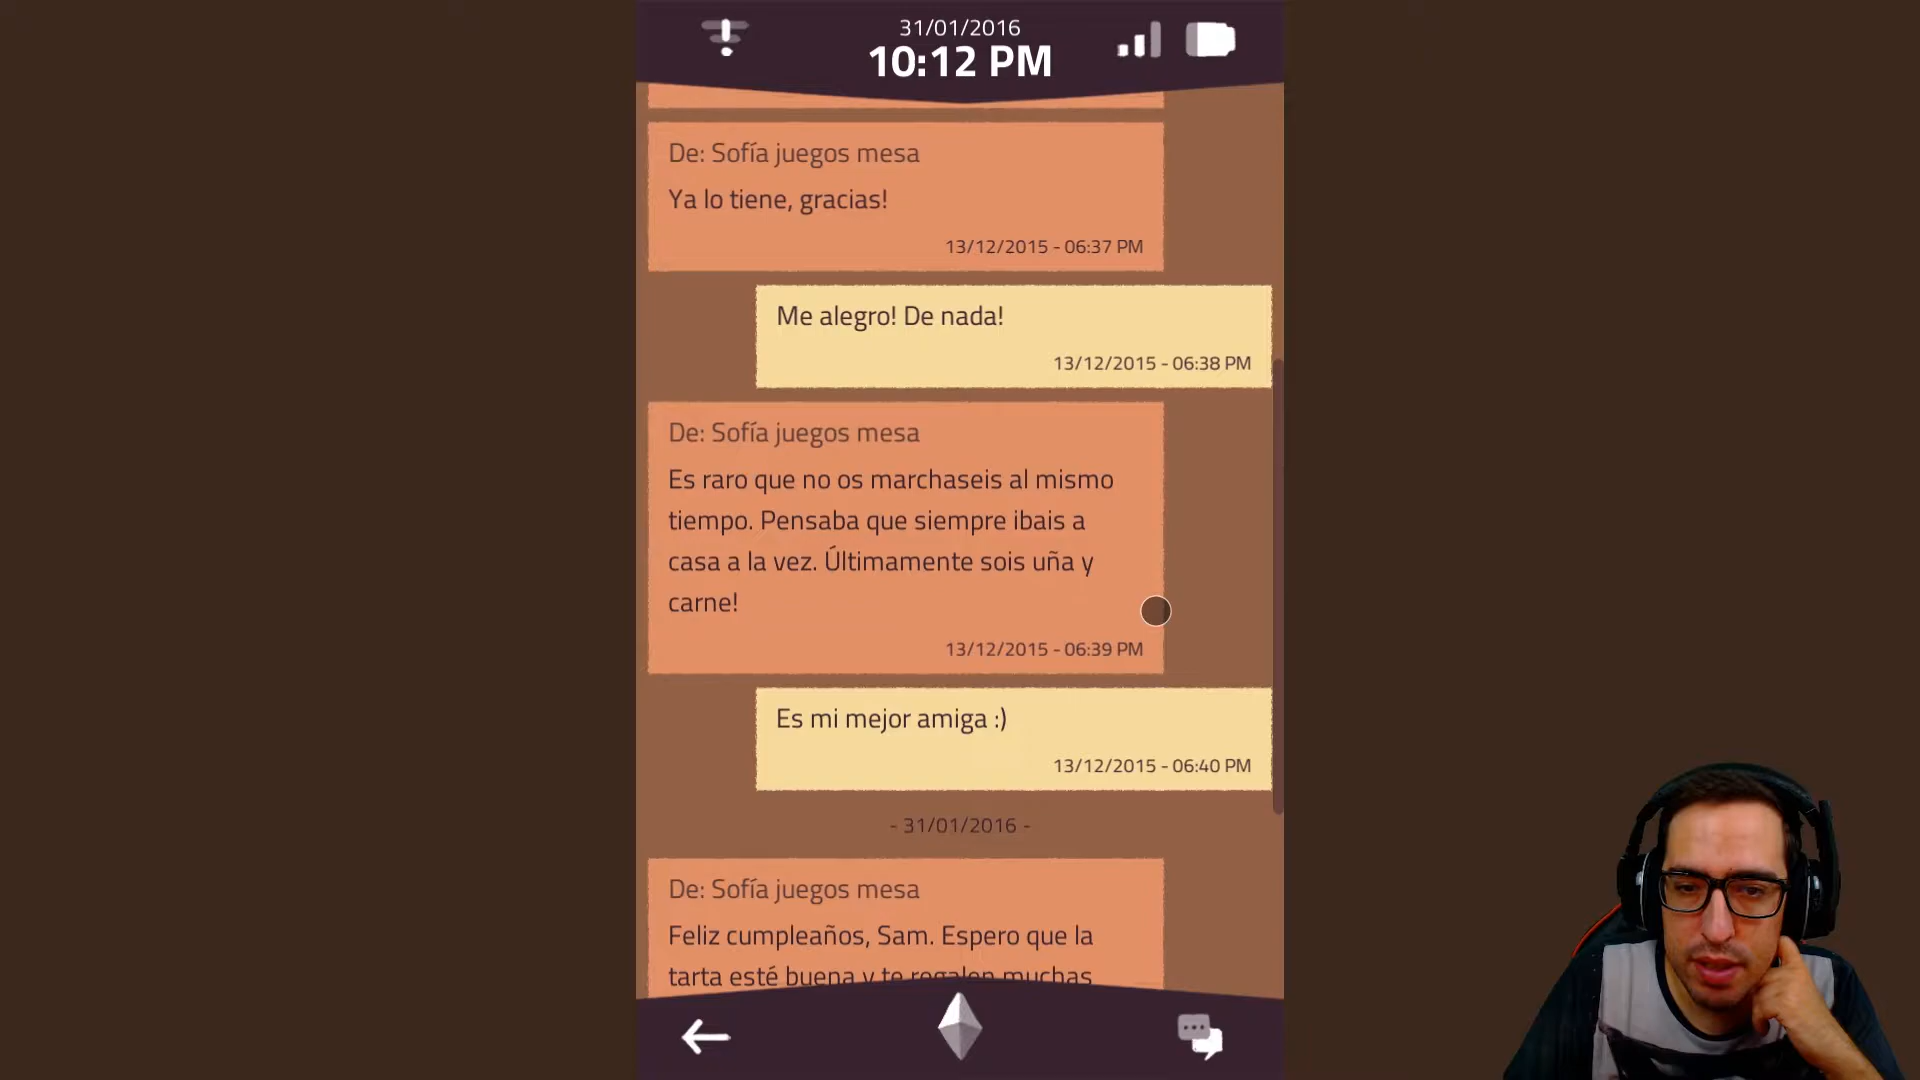 31/01/2016
10:12 PM
De: Sofía juegos mesa
Ya lo tiene, gracias!
13/12/2015 - 06:37 PM
Me alegro! De nada!
13/12/2015 - 06:38 PM
De: Sofía juegos mesa
Es raro que no os marchaseis al mismo
tiempo. Pensaba que siempre ibais a
casa a la vez. Últimamente sois uña y
carne!
13/12/2015 - 06:39 PM
Es mi mejor amiga :)
13/12/2015 - 06:40 PM
- 31/01/2016 -
De: Sofía juegos mesa
Feliz cumpleaños, Sam. Espero que la
tarta esté buena y te regalen muchas